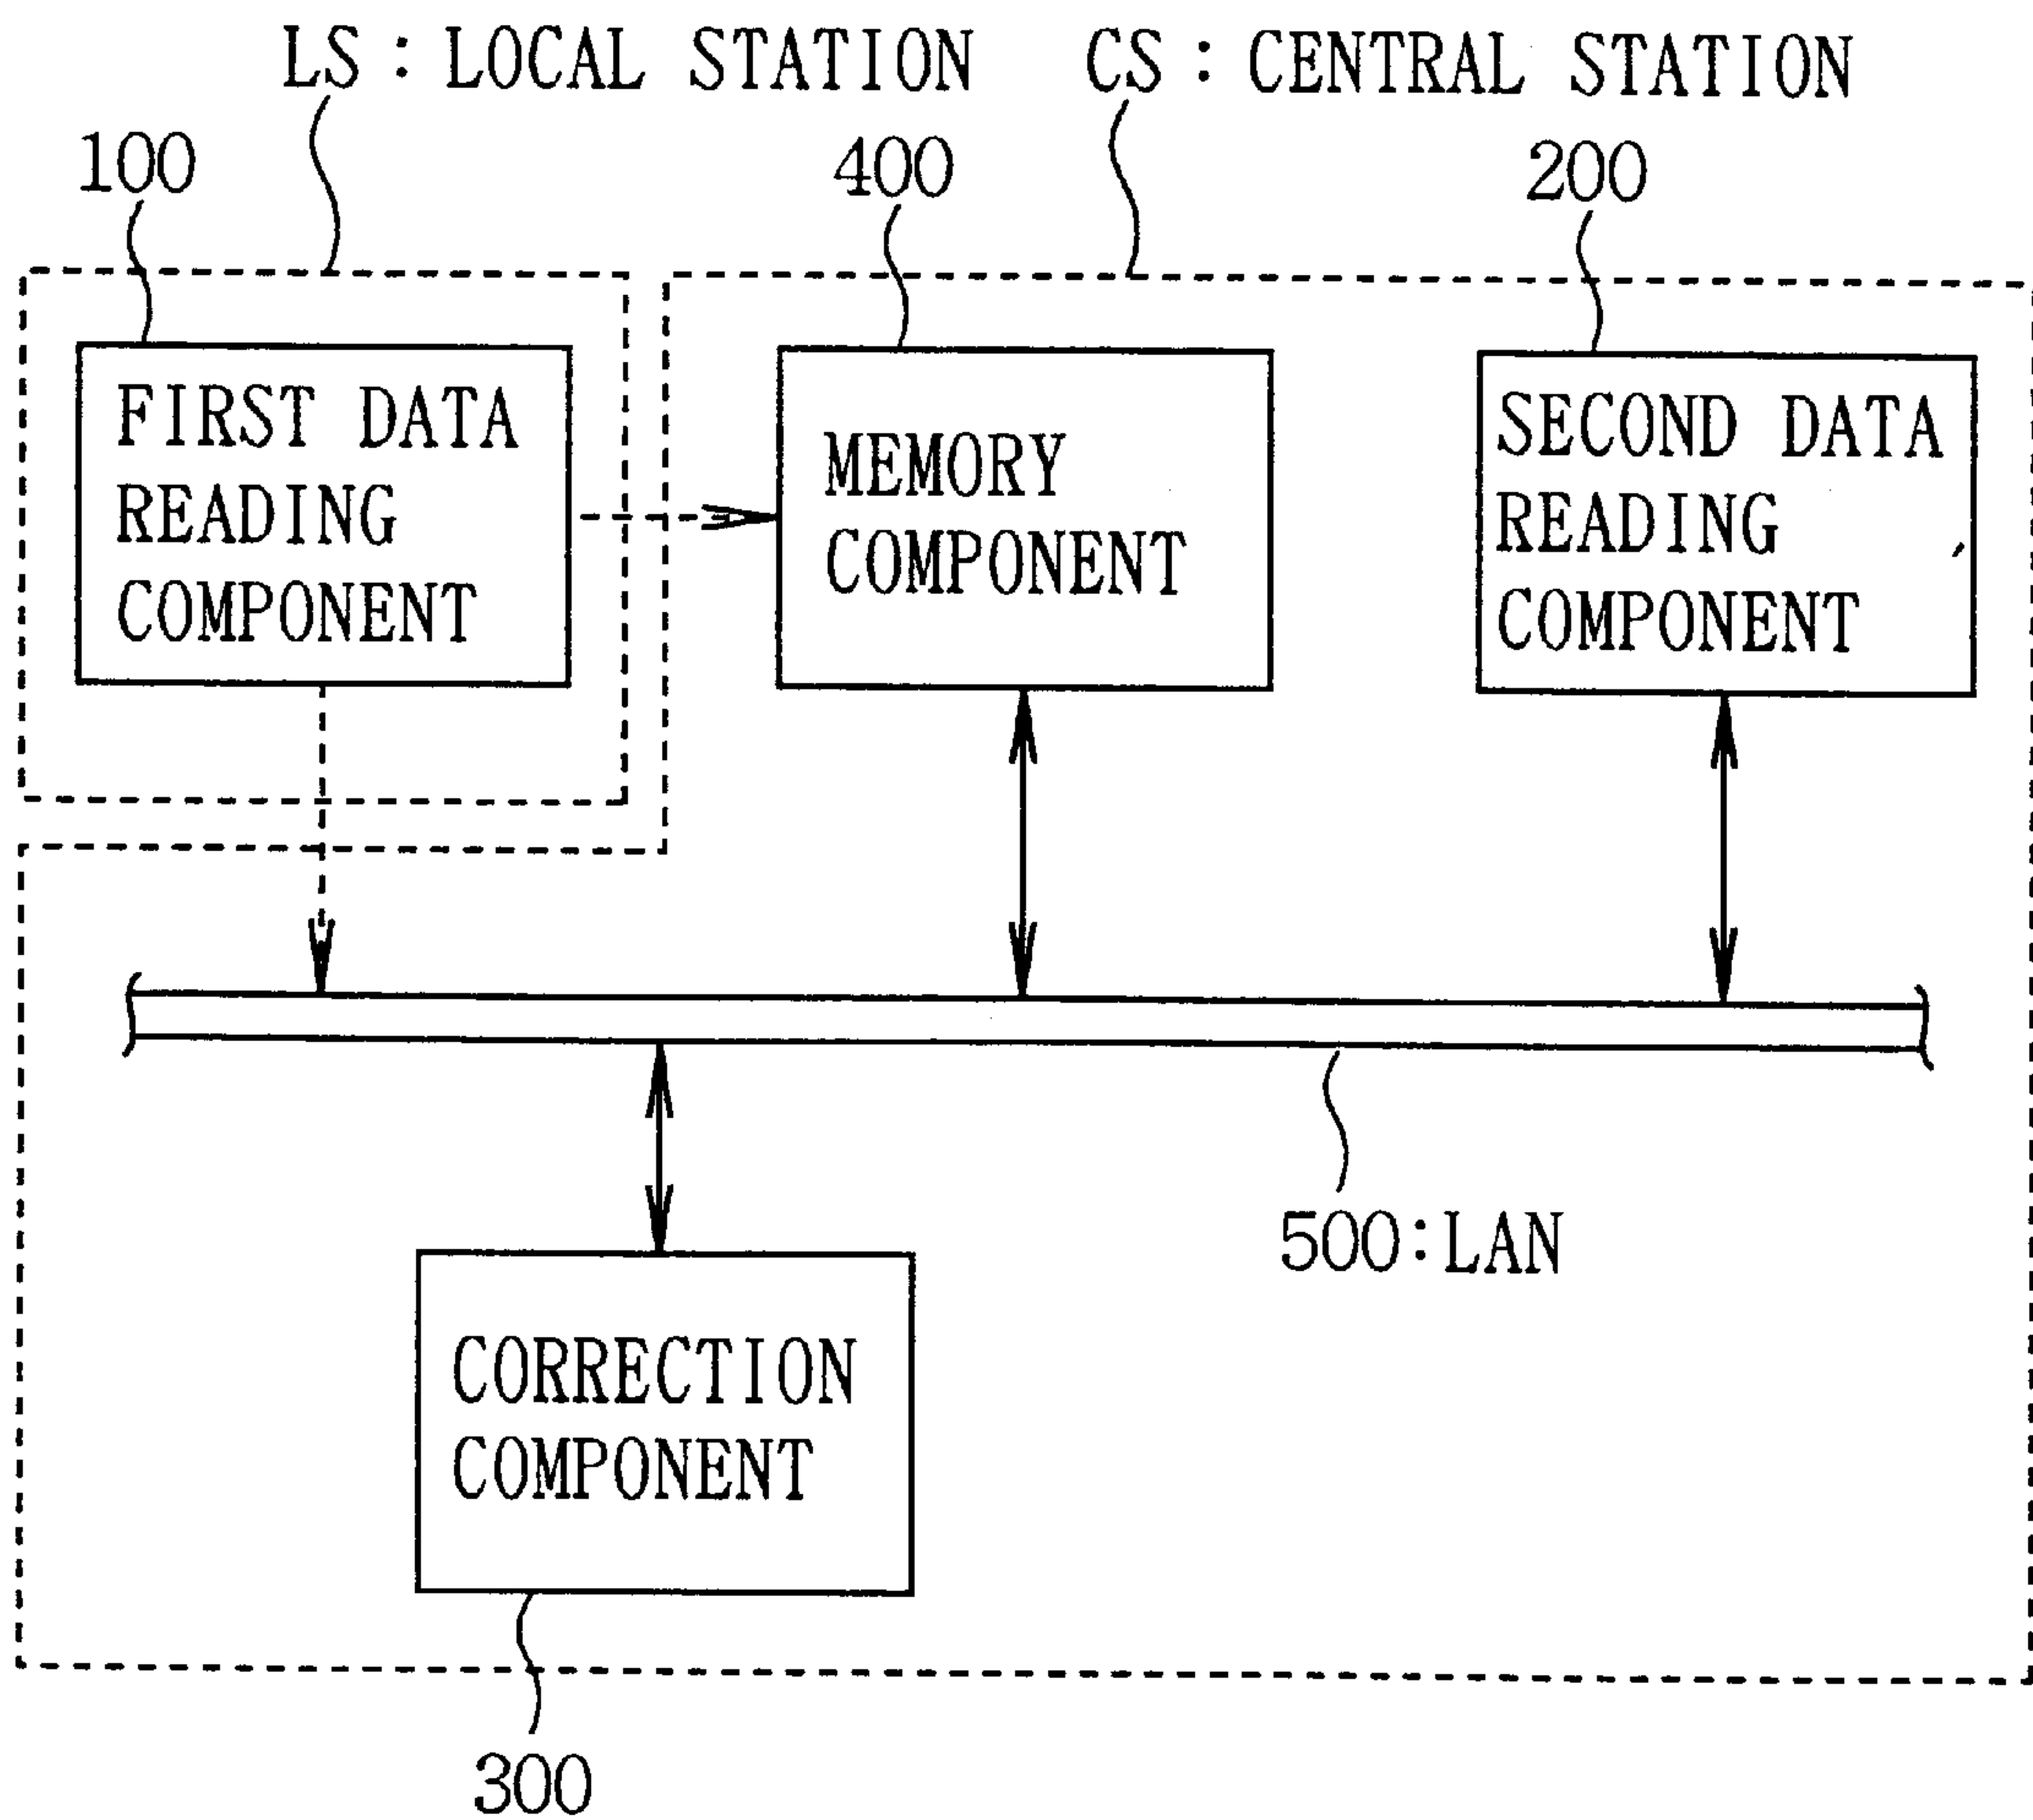 LS : LOCAL STATION
CS : CENTRAL STATION
100
400
200
FIRST DATA
READING
COMPONENT
MEMORY
COMPONENT
SECOND DATA
READING
COMPONENT
500:LAN
CORRECTION
COMPONENT
300